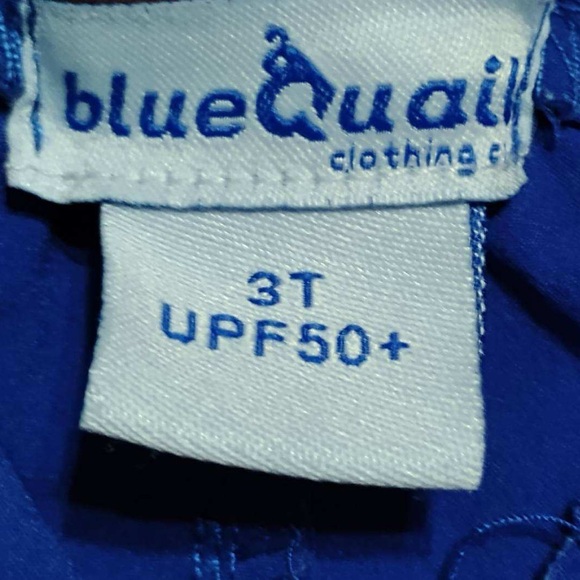 blueQuail
clothing
3T
UPF50+